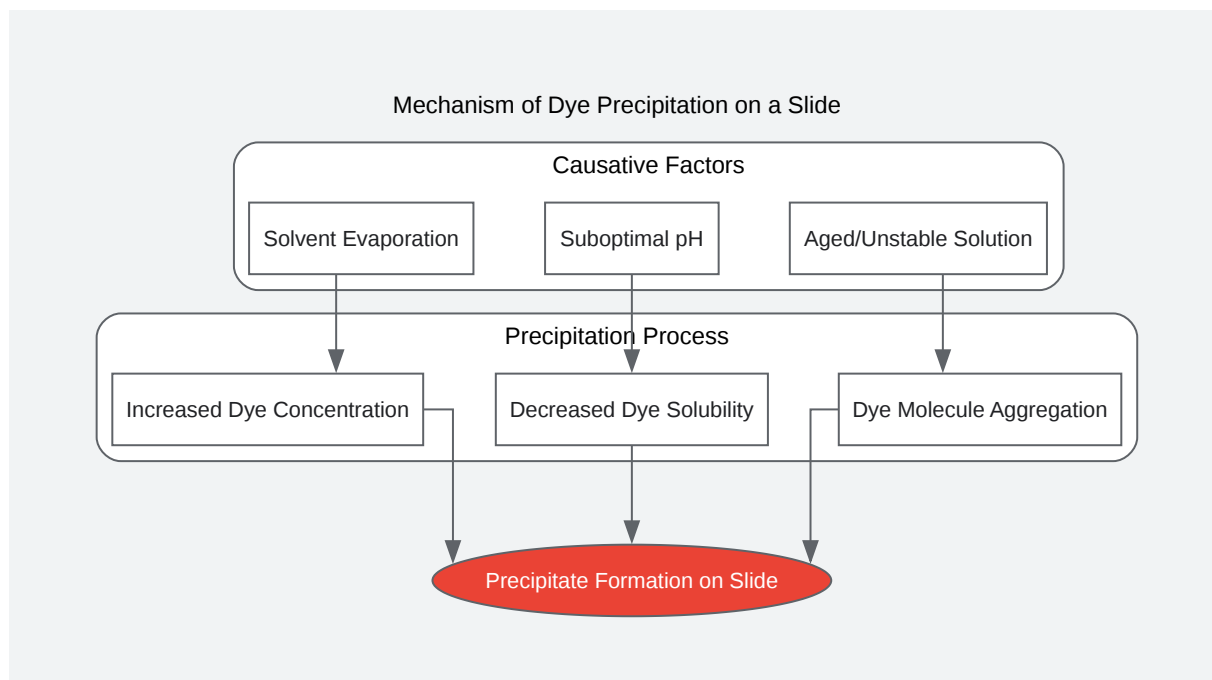 Mechanism of Dye Precipitation on a Slide
Causative Factors
Solvent Evaporation
Suboptimal pH
Aged/Unstable Solution
Precipitation Process
Increased Dye Concentration
Decreased Dye Solubility
Dye Molecule Aggregation
Precipitate Formation on Slide